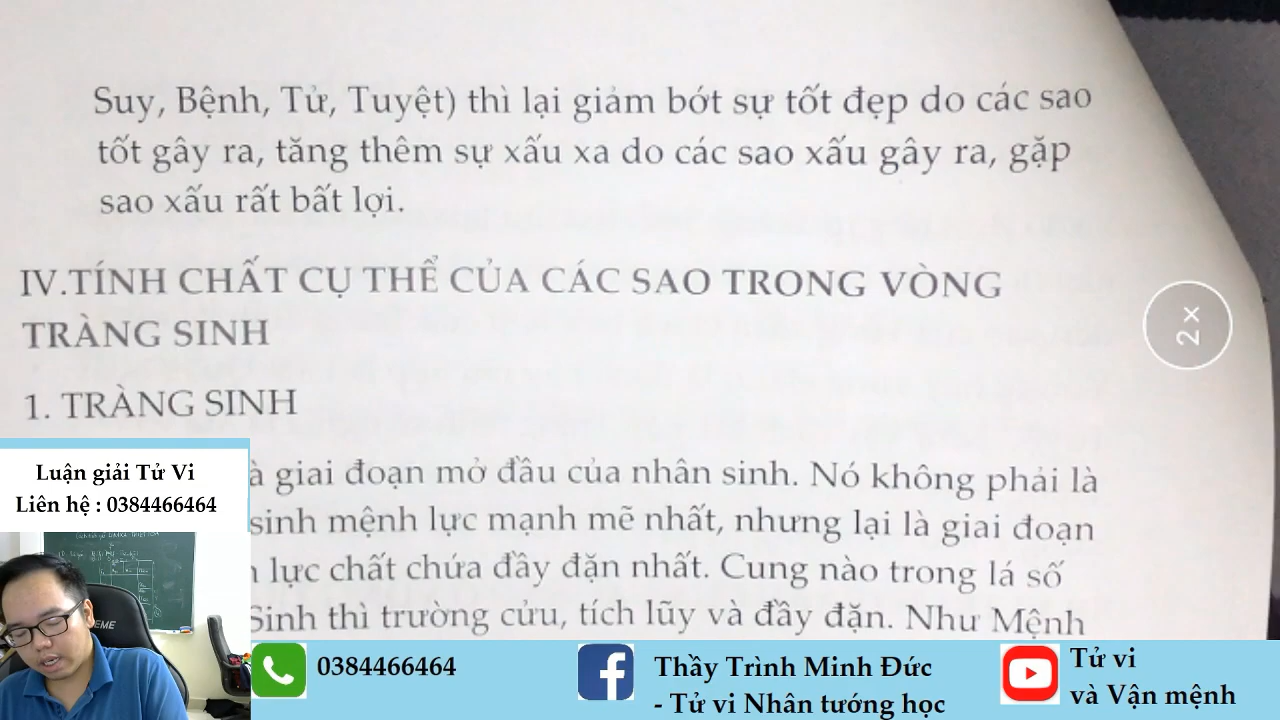 Suy, Bệnh, Tử, Tuyệt) thì lại giảm bớt sự tốt đẹp do các sao
tốt gây ra, tăng thêm sự xấu xa do các sao xấu gây ra, gặp
sao xấu rất bất lợi.
IV.TÍNH CHẤT CỤ THỂ CỦA CÁC SAO TRONG VÒNG
TRÀNG SINH
1. TRÀNG SINH
giai đoạn mở đầu của nhân sinh. Nó không phải là
sinh mệnh lực mạnh mẽ nhất, nhưng lại là giai đoạn
lực chất chứa đầy đặn nhất. Cung nào trong lá số
Sinh thì trường cửu, tích lũy và đầy đặn. Như Mệnh
2 ×
Luận giải Tử Vi
Liên hệ : 0384466464
0384466464
Thầy Trình Minh Đức
- Tử vi Nhân tướng học
Tử vi
và Vận mệnh